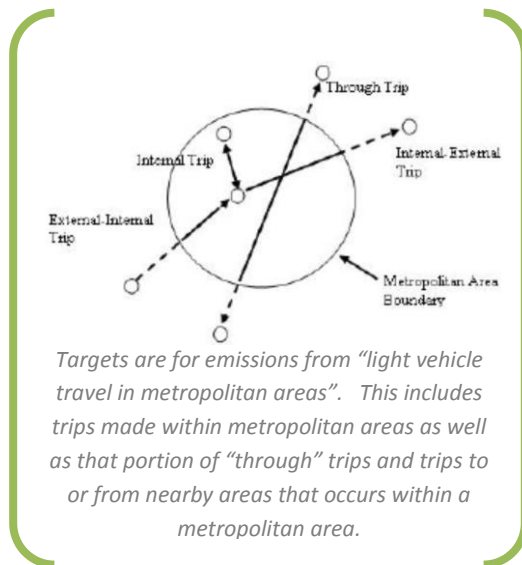 Through Trip
Internal Trip
Internal-External
Trip
External-Internal
Trip
Metropolitan Area
Boundary
Targets are for emissions from “light vehicle
travel in metropolitan areas”. This includes
trips made within metropolitan areas as well
as that portion of “through” trips and trips to
or from nearby areas that occurs within a
metropolitan area.